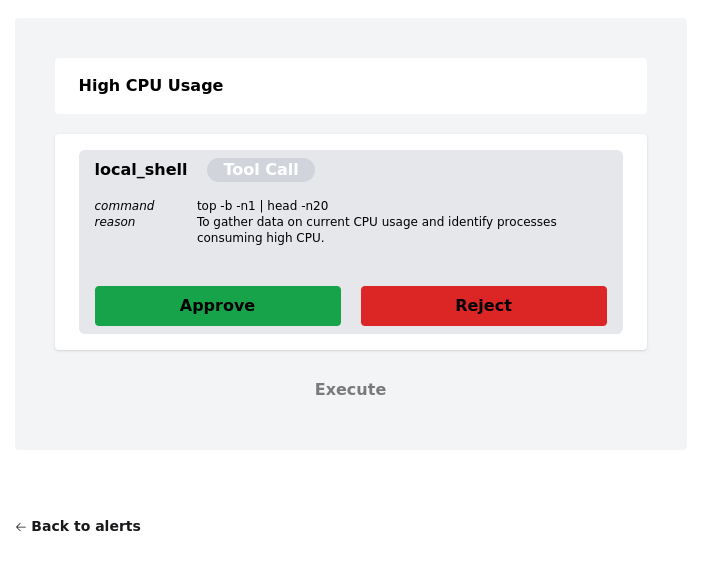 High CPU Usage
local_shell Tool Call
command top -b -n1 | head -n20
reason To gather data on current CPU usage and identify processes
consuming high CPU.
Approve Reject
Execute
← Back to alerts